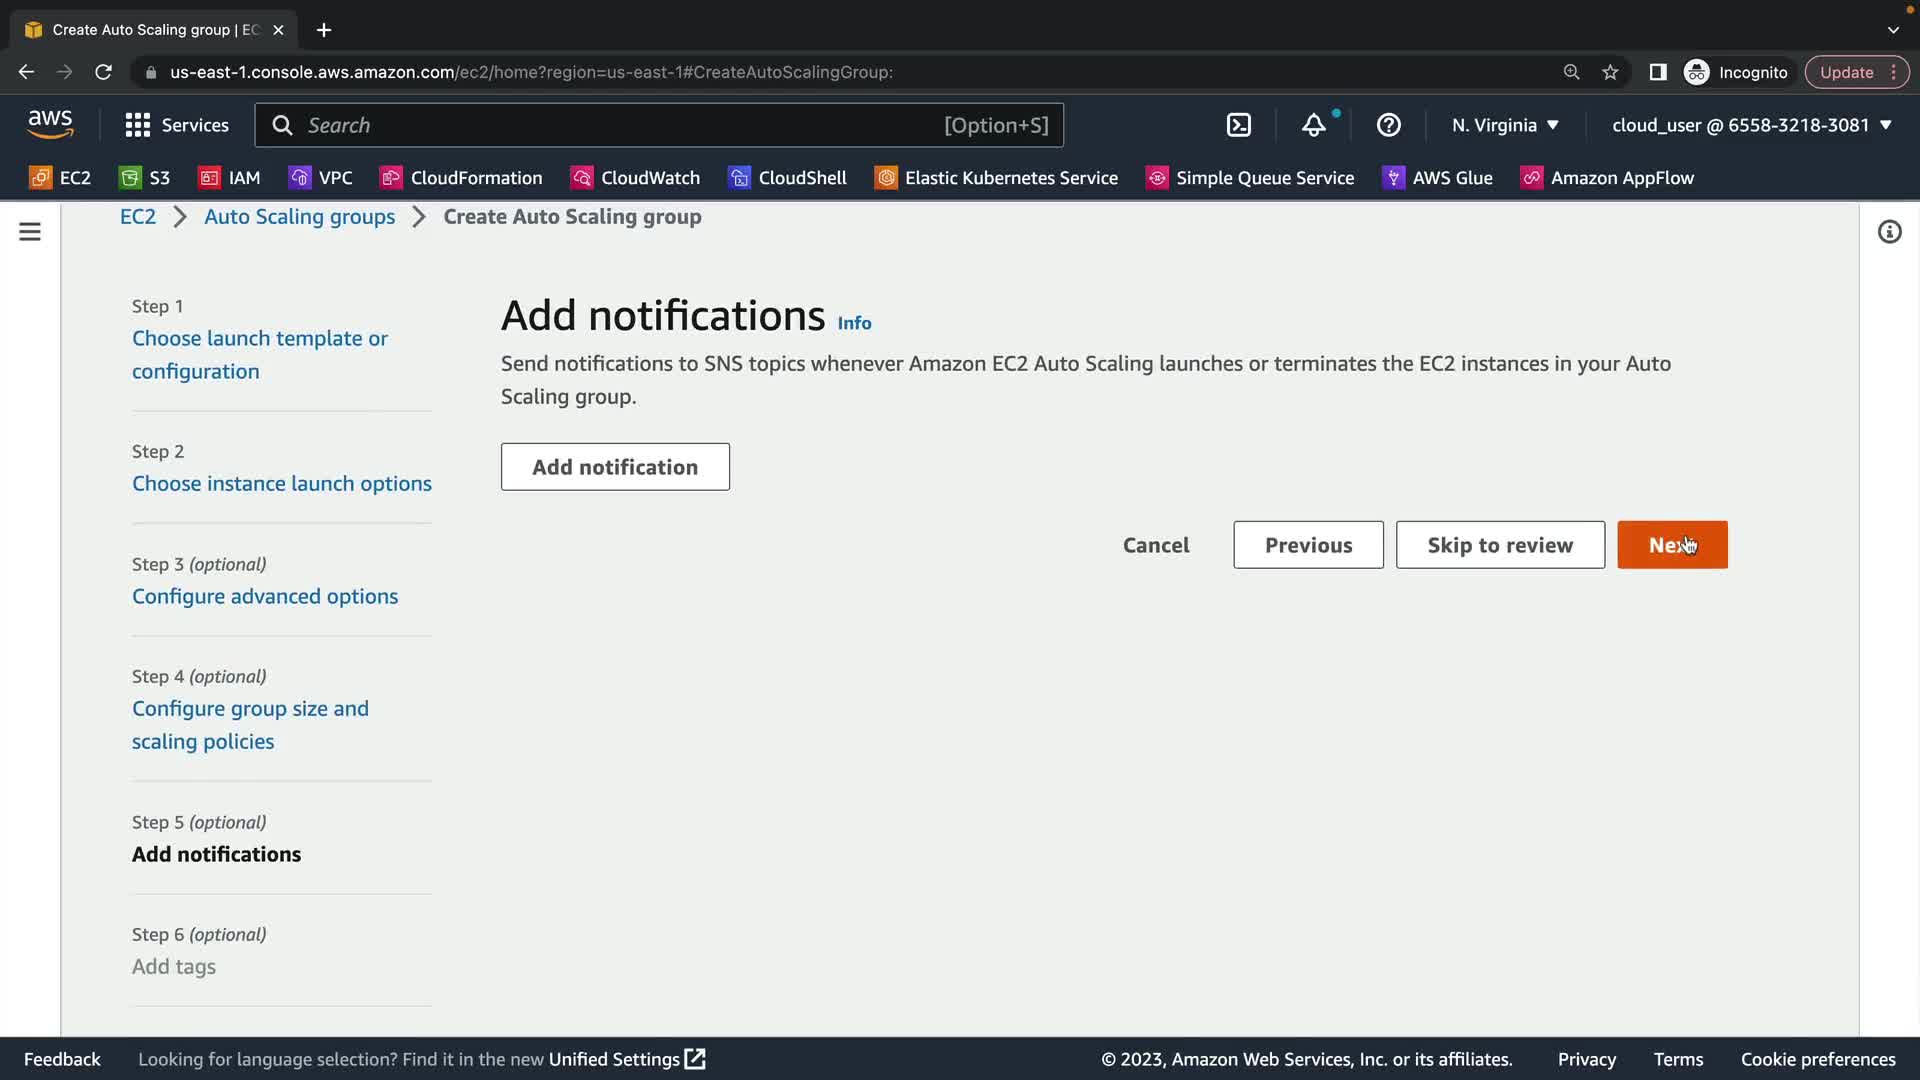 Create Auto Scaling group | EC
us-east-1.console.aws.amazon.com/ec2/home?region=us-east-1#CreateAutoScalingGroup:
Incognito
Update
aws
Services
Search
[Option+S]
N. Virginia
cloud_user @ 6558-3218-3081
EC2
S3
IAM
VPC
CloudFormation
CloudWatch
CloudShell
Elastic Kubernetes Service
Simple Queue Service
AWS Glue
Amazon AppFlow
EC2 > Auto Scaling groups > Create Auto Scaling group
Step 1
Choose launch template or
configuration
Step 2
Choose instance launch options
Step 3 (optional)
Configure advanced options
Step 4 (optional)
Configure group size and
scaling policies
Step 5 (optional)
Add notifications
Step 6 (optional)
Add tags
Add notifications Info
Send notifications to SNS topics whenever Amazon EC2 Auto Scaling launches or terminates the EC2 instances in your Auto
Scaling group.
Add notification
Cancel
Previous
Skip to review
Next
Feedback
Looking for language selection? Find it in the new Unified Settings
© 2023, Amazon Web Services, Inc. or its affiliates.
Privacy
Terms
Cookie preferences